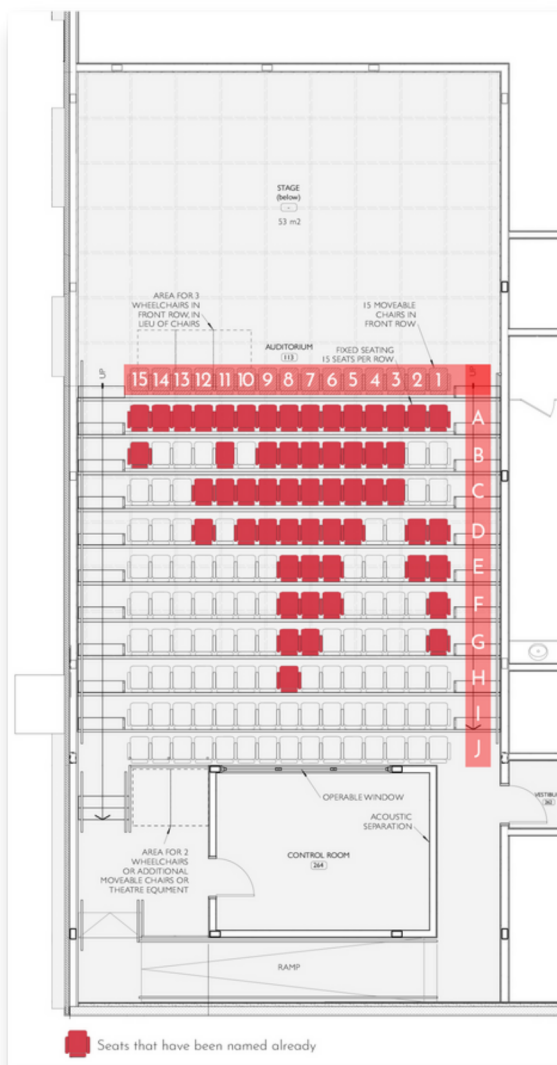 STAGE
(below)
-
53 m2
AREA FOR 3
WHEELCHAIRS IN
FRONT ROW, IN
LIEU OF CHAIRS
15 MOVEABLE
CHAIRS IN
FRONT ROW
AUDITORIUM
113
FIXED SEATING
15 SEATS PER ROW
UP
UP
15 14 13 12 11 10 9 8 7 6 5 4 3 2 1
A
B
C
D
E
F
G
H
I
J
OPERABLE WINDOW
ACOUSTIC
SEPARATION
CONTROL ROOM
264
AREA FOR 2
WHEELCHAIRS
OR ADDITIONAL
MOVEABLE CHAIRS OR
THEATRE EQUIMENT
RAMP
Seats that have been named already